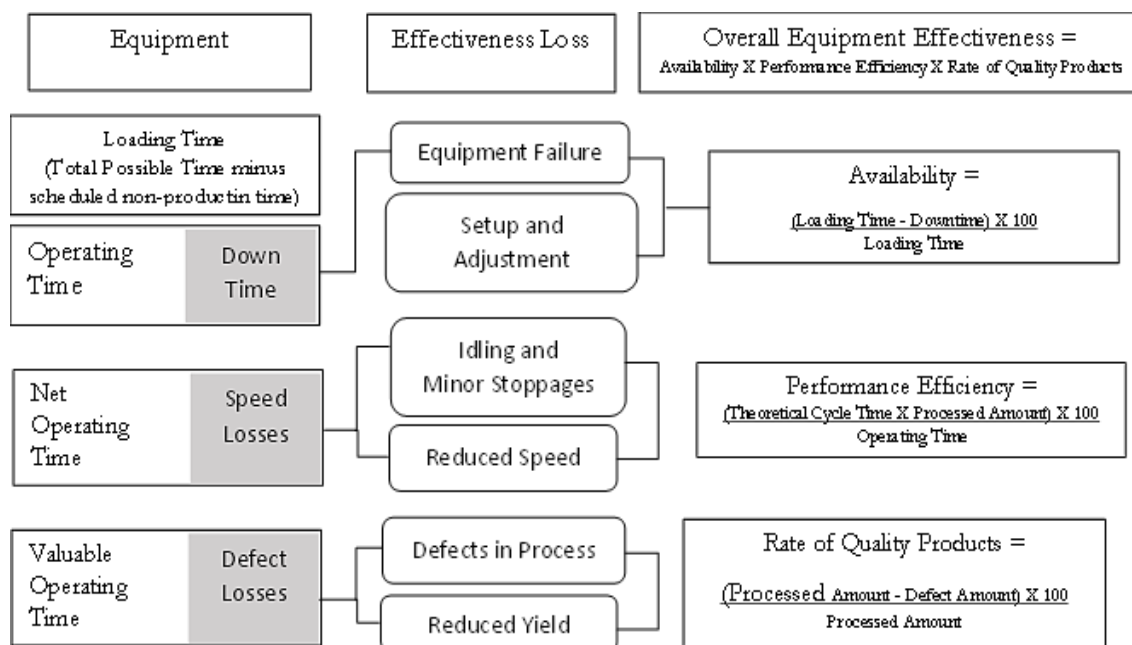 Equipment
Effectiveness Loss
Overall Equipment Effectiveness =
Availability X Performance Efficiency X Rate of Quality Products
Loading Time
(Total Possible Time minus
scheduled non-productin time)
Equipment Failure
Setup and
Adjustment
Availability =
(Loading Time - Downtime) X 100
Loading Time
Operating
Time
Down
Time
Idling and
Minor Stoppages
Reduced Speed
Net
Operating
Time
Speed
Losses
Performance Efficiency =
(Theoretical Cycle Time X Processed Amount) X 100
Operating Time
Valuable
Operating
Time
Defect
Losses
Defects in Process
Reduced Yield
Rate of Quality Products =
(Processed Amount - Defect Amount) X 100
Processed Amount